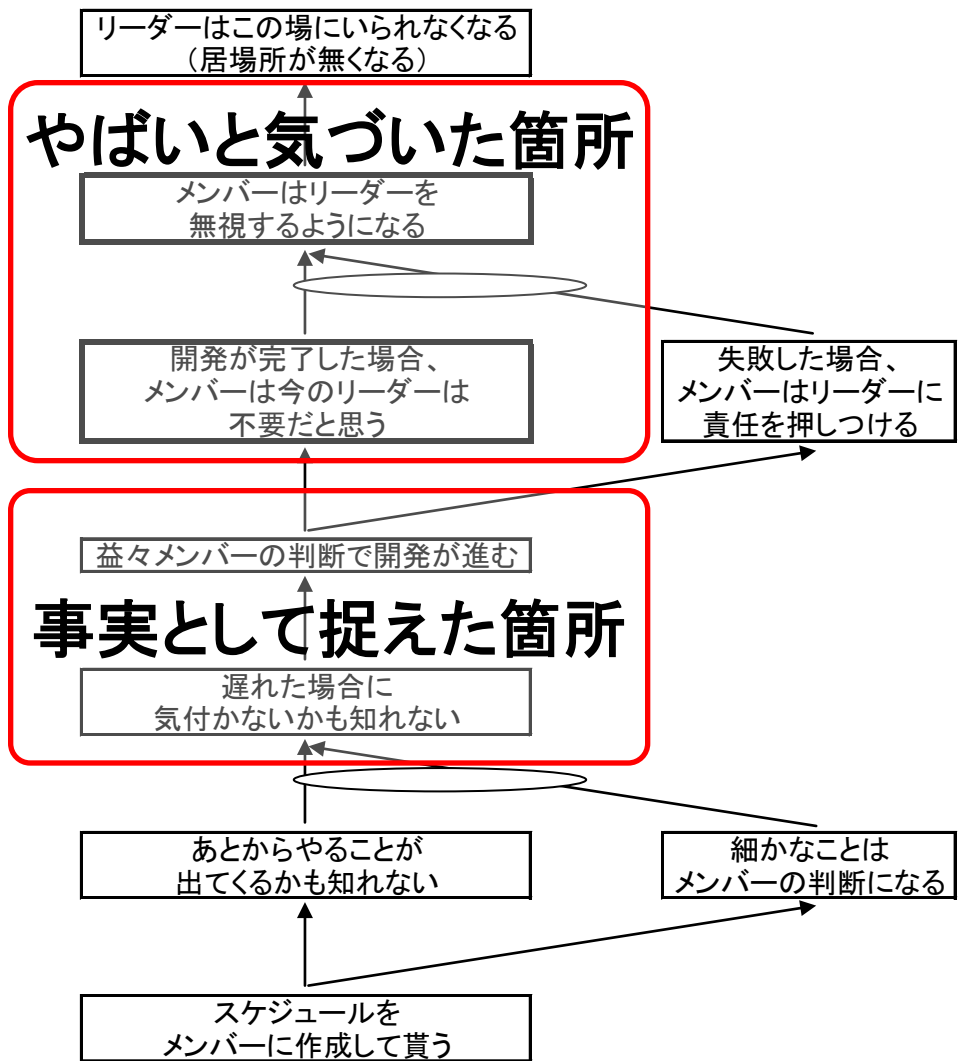 リーダーはこの場にいられなくなる
（居場所が無くなる）
やばいと気づいた箇所
メンバーはリーダーを
無視するようになる
開発が完了した場合、
メンバーは今のリーダーは
不要だと思う
失敗した場合、
メンバーはリーダーに
責任を押しつける
益々メンバーの判断で開発が進む
事実として捉えた箇所
遅れた場合に
気付かないかも知れない
あとからやることが
出てくるかも知れない
細かなことは
メンバーの判断になる
スケジュールを
メンバーに作成して貰う